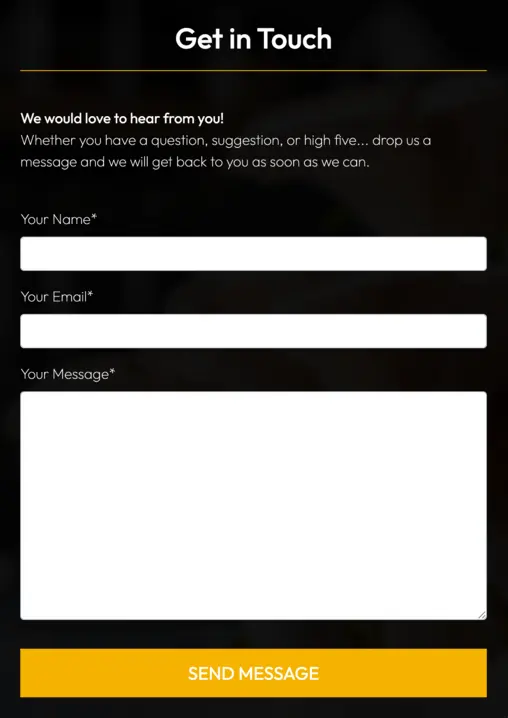 Get in Touch
We would love to hear from you!
Whether you have a question, suggestion, or high five... drop us a
message and we will get back to you as soon as we can.
Your Name*
Your Email*
Your Message*
SEND MESSAGE